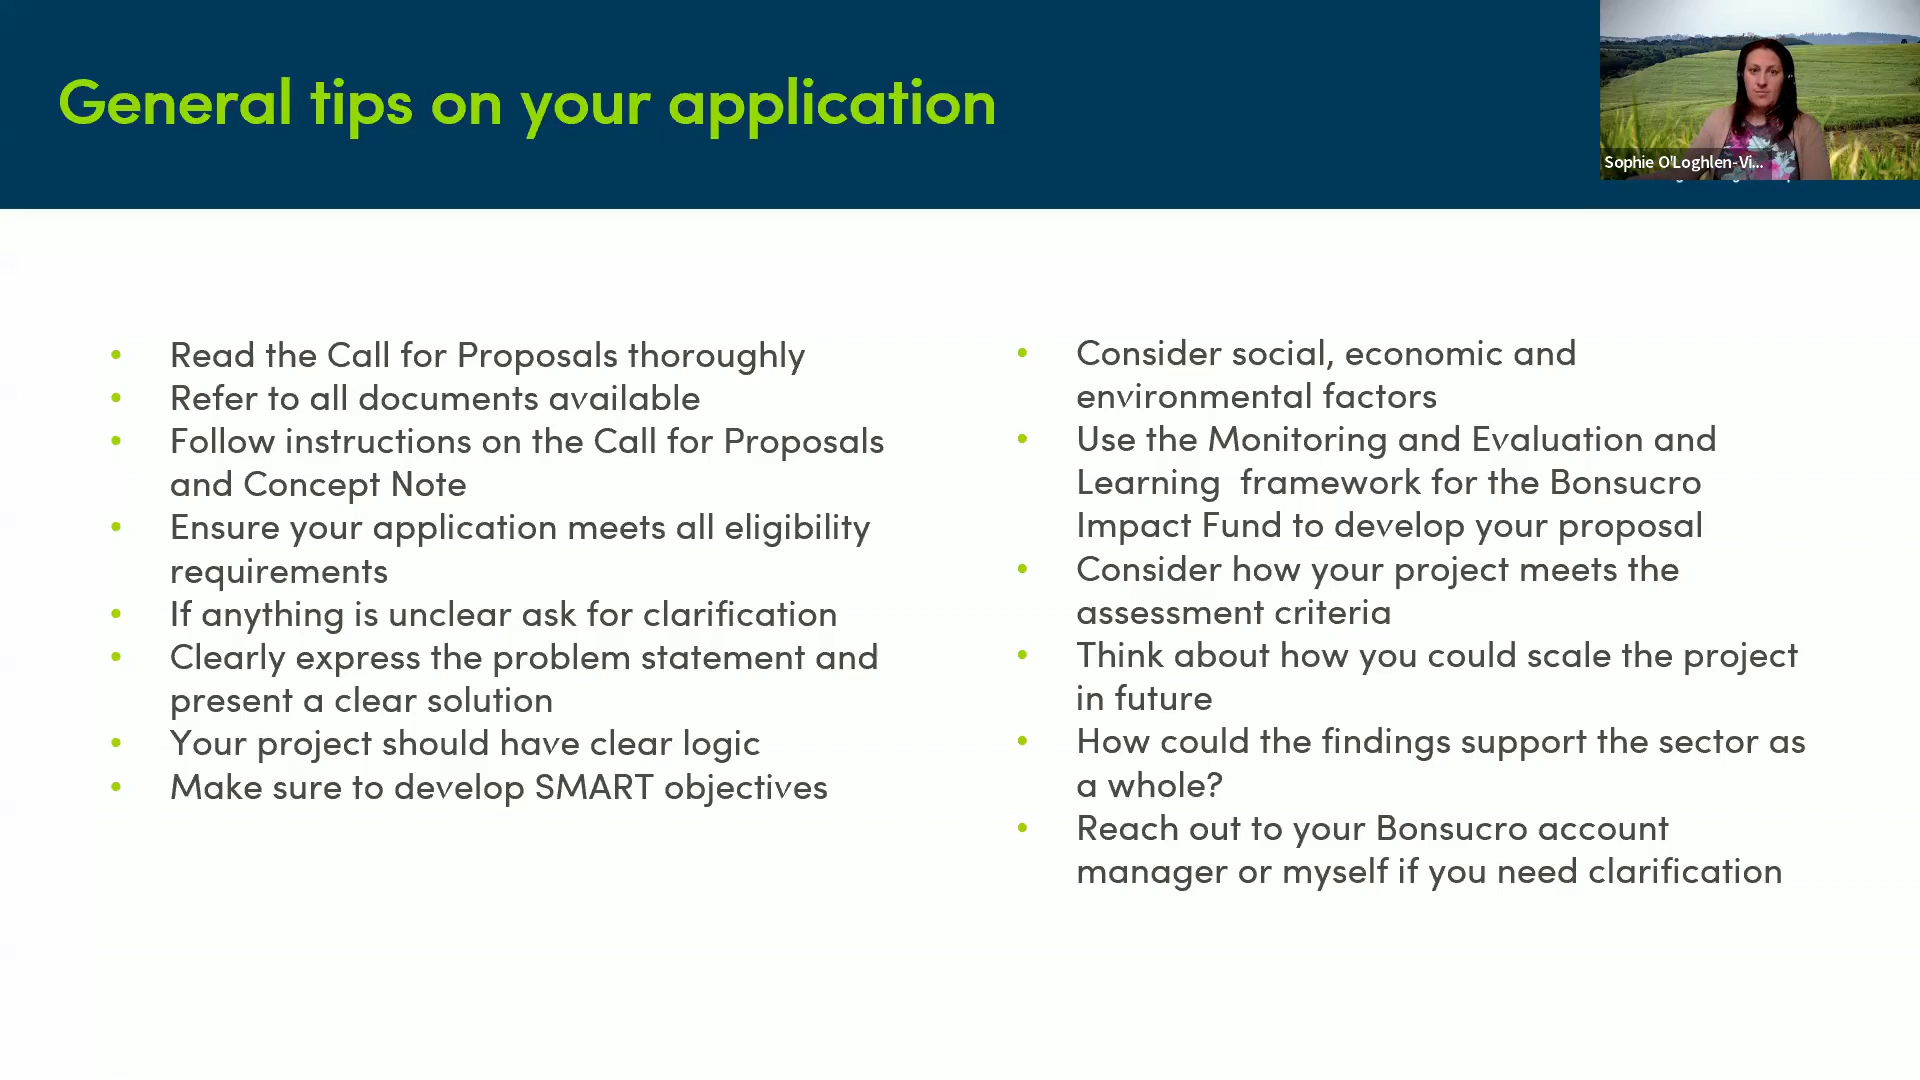 General tips on your application
Sophie O'Loghlen-Vi...
• Read the Call for Proposals thoroughly
• Refer to all documents available
• Follow instructions on the Call for Proposals
and Concept Note
• Ensure your application meets all eligibility
requirements
• If anything is unclear ask for clarification
• Clearly express the problem statement and
present a clear solution
• Your project should have clear logic
• Make sure to develop SMART objectives
• Consider social, economic and
environmental factors
• Use the Monitoring and Evaluation and
Learning  framework for the Bonsucro
Impact Fund to develop your proposal
• Consider how your project meets the
assessment criteria
• Think about how you could scale the project
in future
• How could the findings support the sector as
a whole?
• Reach out to your Bonsucro account
manager or myself if you need clarification